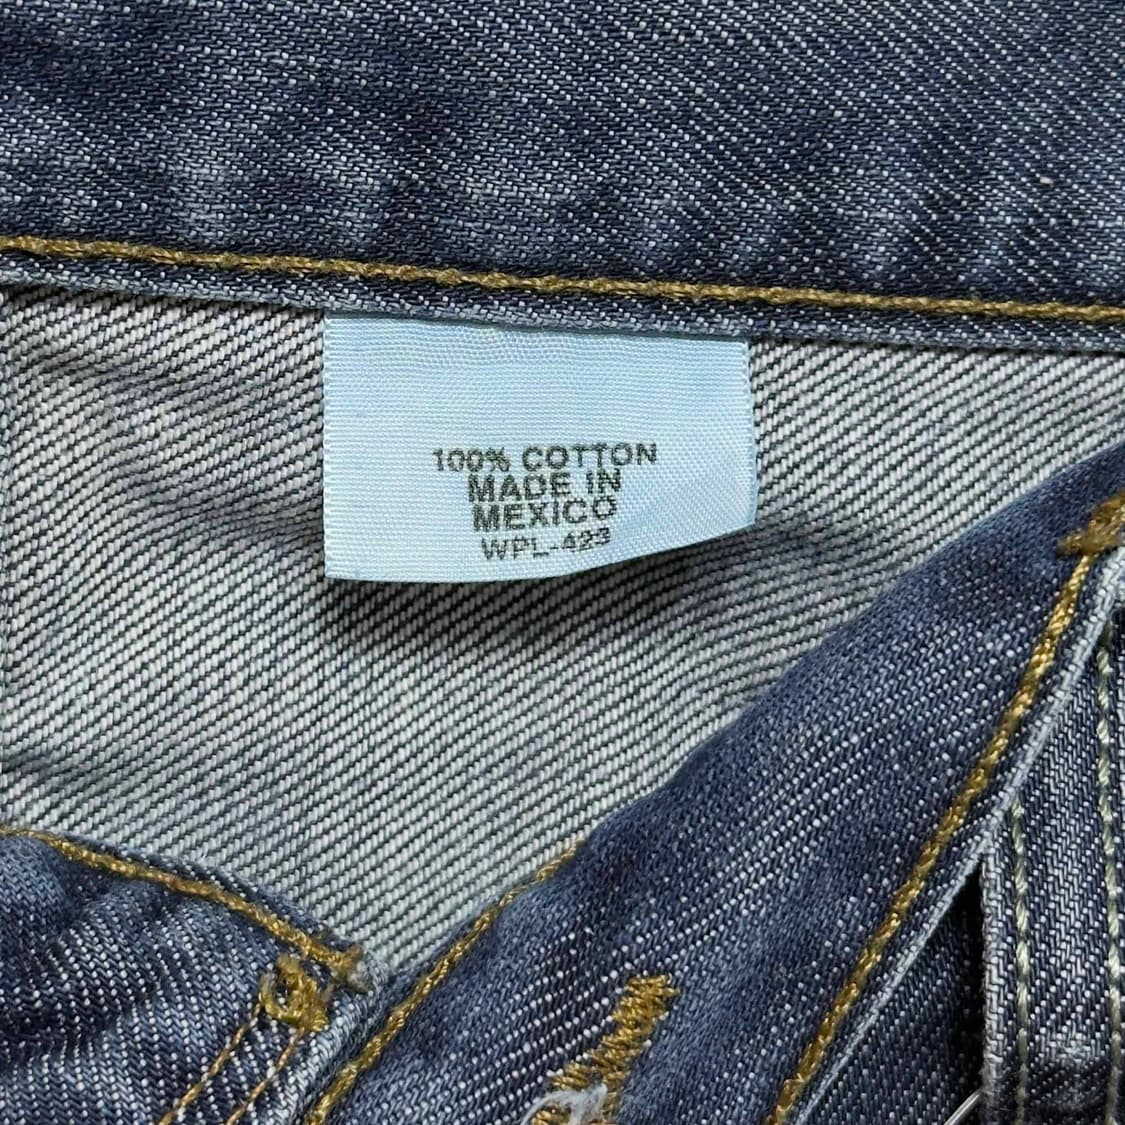 100% COTTON
MADE IN
MEXICO
WPL-423